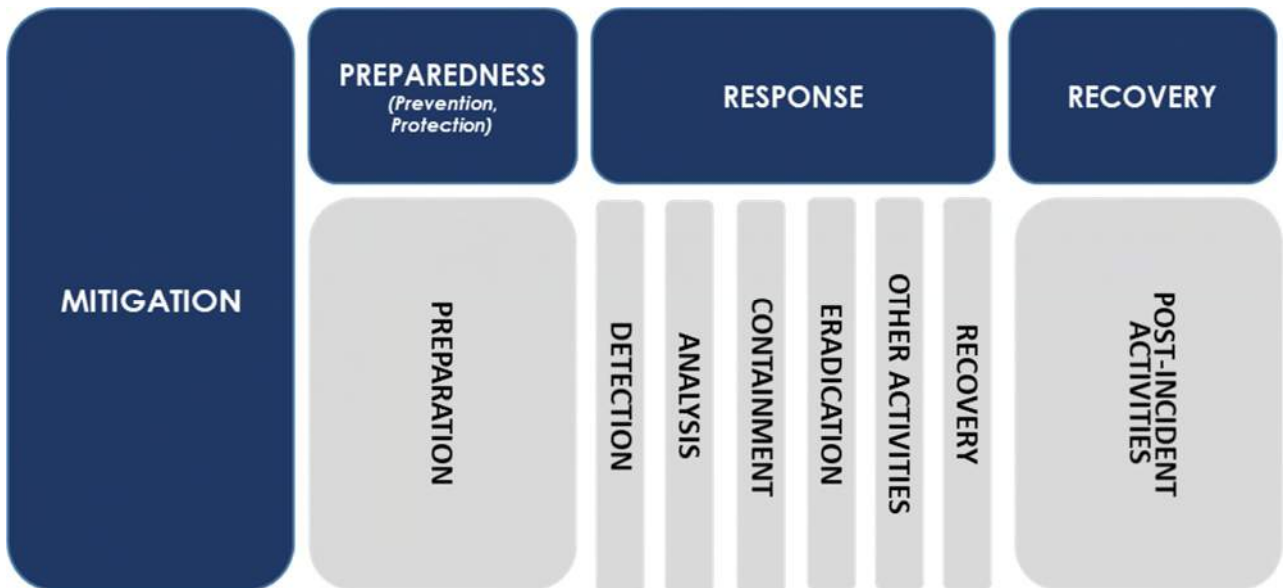 MITIGATION
PREPAREDNESS
(Prevention,
Protection)
RESPONSE
RECOVERY
PREPARATION
DETECTION
ANALYSIS
CONTAINMENT
ERADICATION
OTHER ACTIVITIES
RECOVERY
POST-INCIDENT
ACTIVITIES